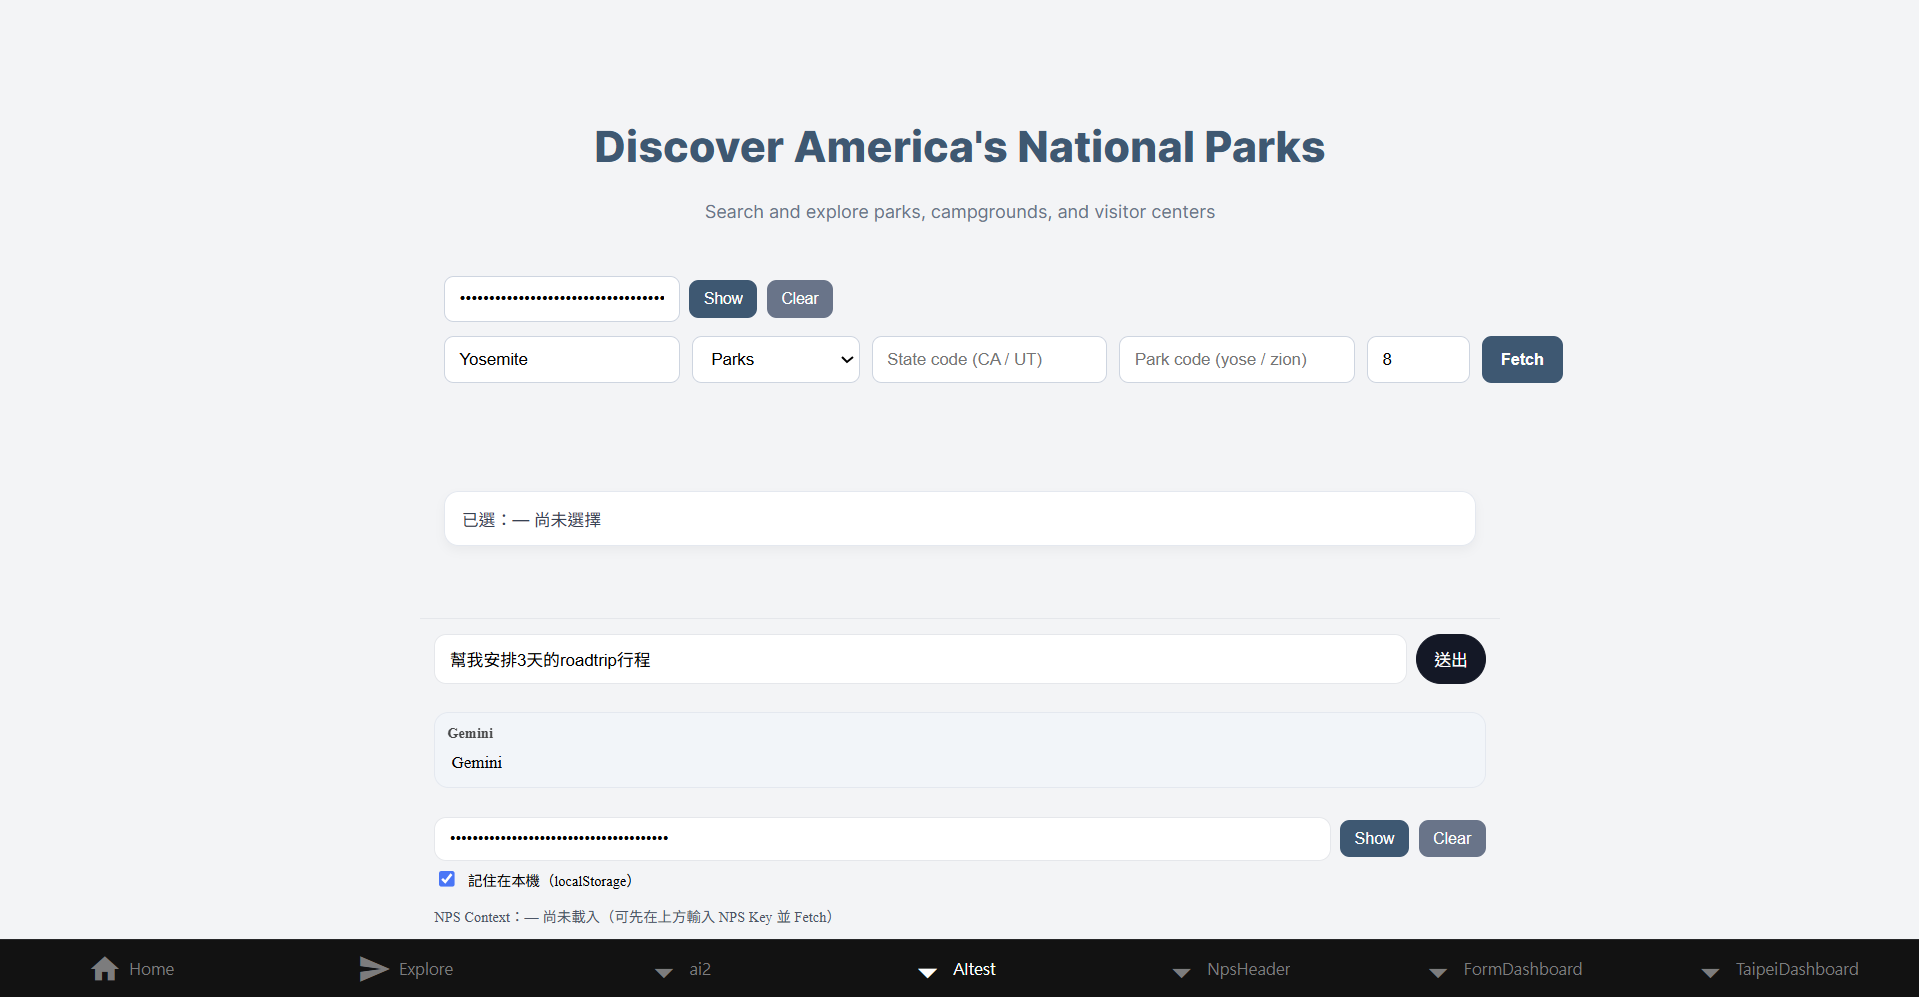 Discover America's National Parks
Search and explore parks, campgrounds, and visitor centers
•••••••••••••••••••••••••••••••••••• Show Clear
Yosemite Parks State code (CA / UT) Park code (yose / zion) 8 Fetch
已選：— 尚未選擇
幫我安排3天的roadtrip行程 送出
Gemini
Gemini
••••••••••••••••••••••••••••••••••••••• Show Clear
記住在本機（localStorage）
NPS Context：— 尚未載入（可先在上方輸入 NPS Key 並 Fetch）
Home Explore ai2 AItest NpsHeader FormDashboard TaipeiDashboard